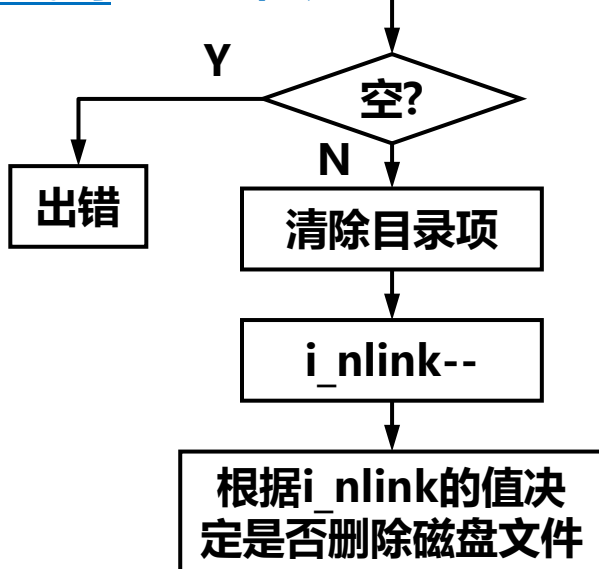 Y
空?
N
出错
清除目录项
i_nlink--
根据i_nlink的值决
定是否删除磁盘文件